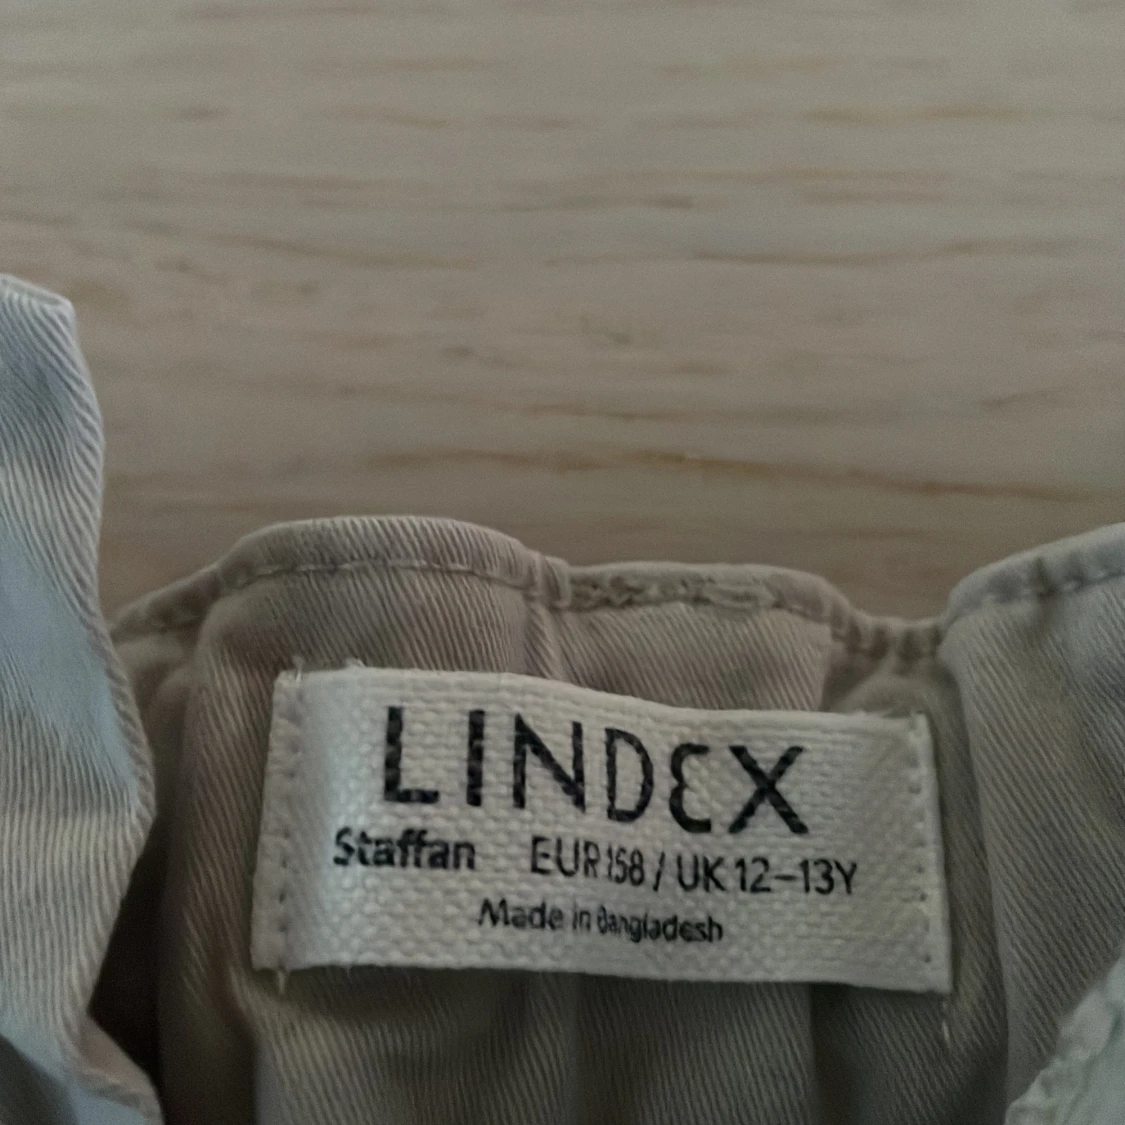 LINDEX
Staffan EUR 158 / UK 12–13Y
Made in Bangladesh